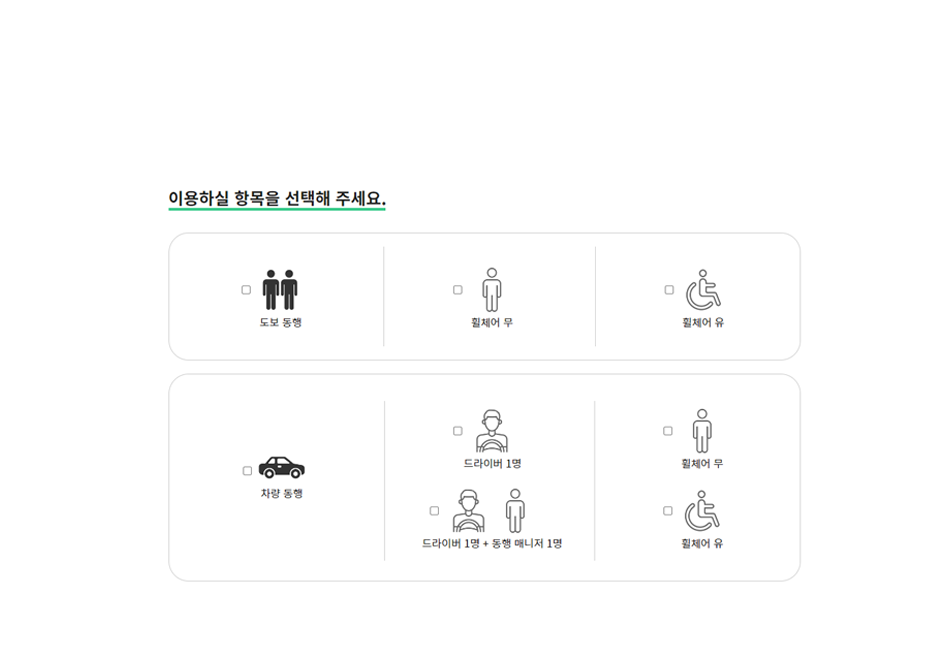 이용하실 항목을 선택해 주세요.
도보 동행
휠체어 무
휠체어 유
차량 동행
드라이버 1명
드라이버 1명 + 동행 매니저 1명
휠체어 무
휠체어 유